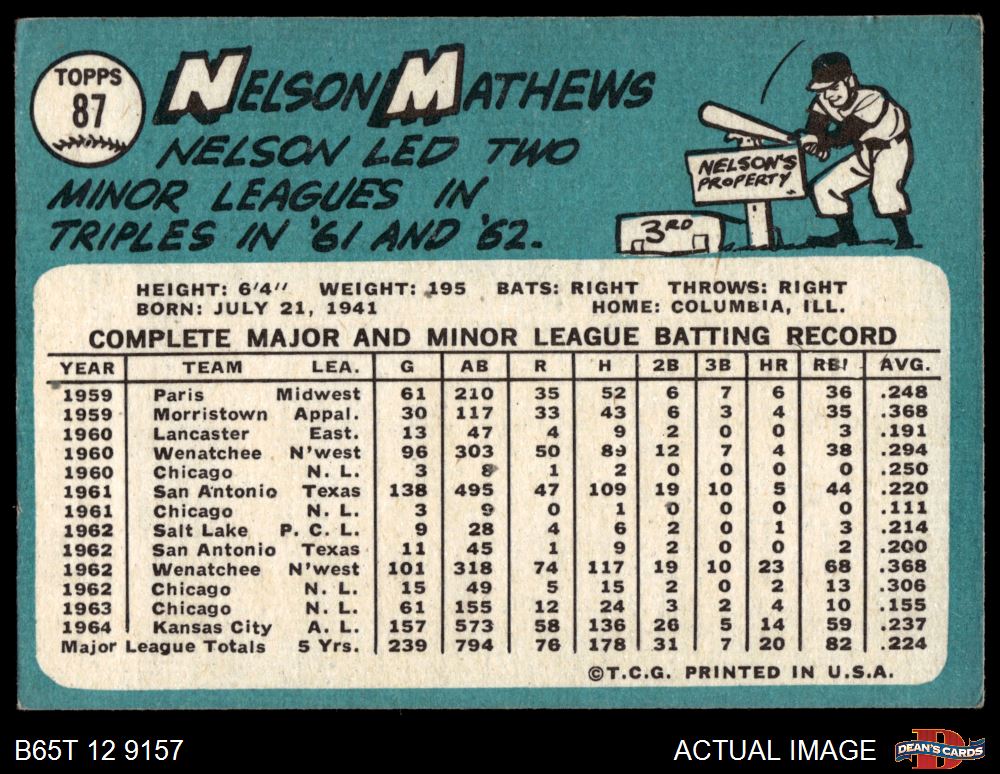 TOPPS
87
NELSON MATHEWS
NELSON LED TWO
MINOR LEAGUES IN
TRIPLES IN '61 AND '62.
NELSON'S
PROPERTY
3RD
HEIGHT: 6'4" WEIGHT: 195 BATS: RIGHT THROWS: RIGHT
BORN: JULY 21, 1941 HOME: COLUMBIA, ILL.
COMPLETE MAJOR AND MINOR LEAGUE BATTING RECORD
YEAR TEAM LEA. G AB R H 2B 3B HR RBI AVG.
1959 Paris Midwest 61 210 35 52 6 7 6 36 .248
1959 Morristown Appal. 30 117 33 43 6 3 4 35 .368
1960 Lancaster East. 13 47 4 9 2 0 0 3 .191
1960 Wenatchee N'west 96 303 50 89 12 7 4 38 .294
1960 Chicago N. L. 3 8 1 2 0 0 0 0 .250
1961 San Antonio Texas 138 495 47 109 19 10 5 44 .220
1961 Chicago N. L. 3 9 0 1 0 0 0 0 .111
1962 Salt Lake P. C. L. 9 28 4 6 2 0 1 3 .214
1962 San Antonio Texas 11 45 1 9 2 0 0 2 .200
1962 Wenatchee N'west 101 318 74 117 19 10 23 68 .368
1962 Chicago N. L. 15 49 5 15 2 0 2 13 .306
1963 Chicago N. L. 61 155 12 24 3 2 4 10 .155
1964 Kansas City A. L. 157 573 58 136 26 5 14 59 .237
Major League Totals 5 Yrs. 239 794 76 178 31 7 20 82 .224
©T.C.G. PRINTED IN U.S.A.
B65T 12 9157 ACTUAL IMAGE
DEAN'S CARDS